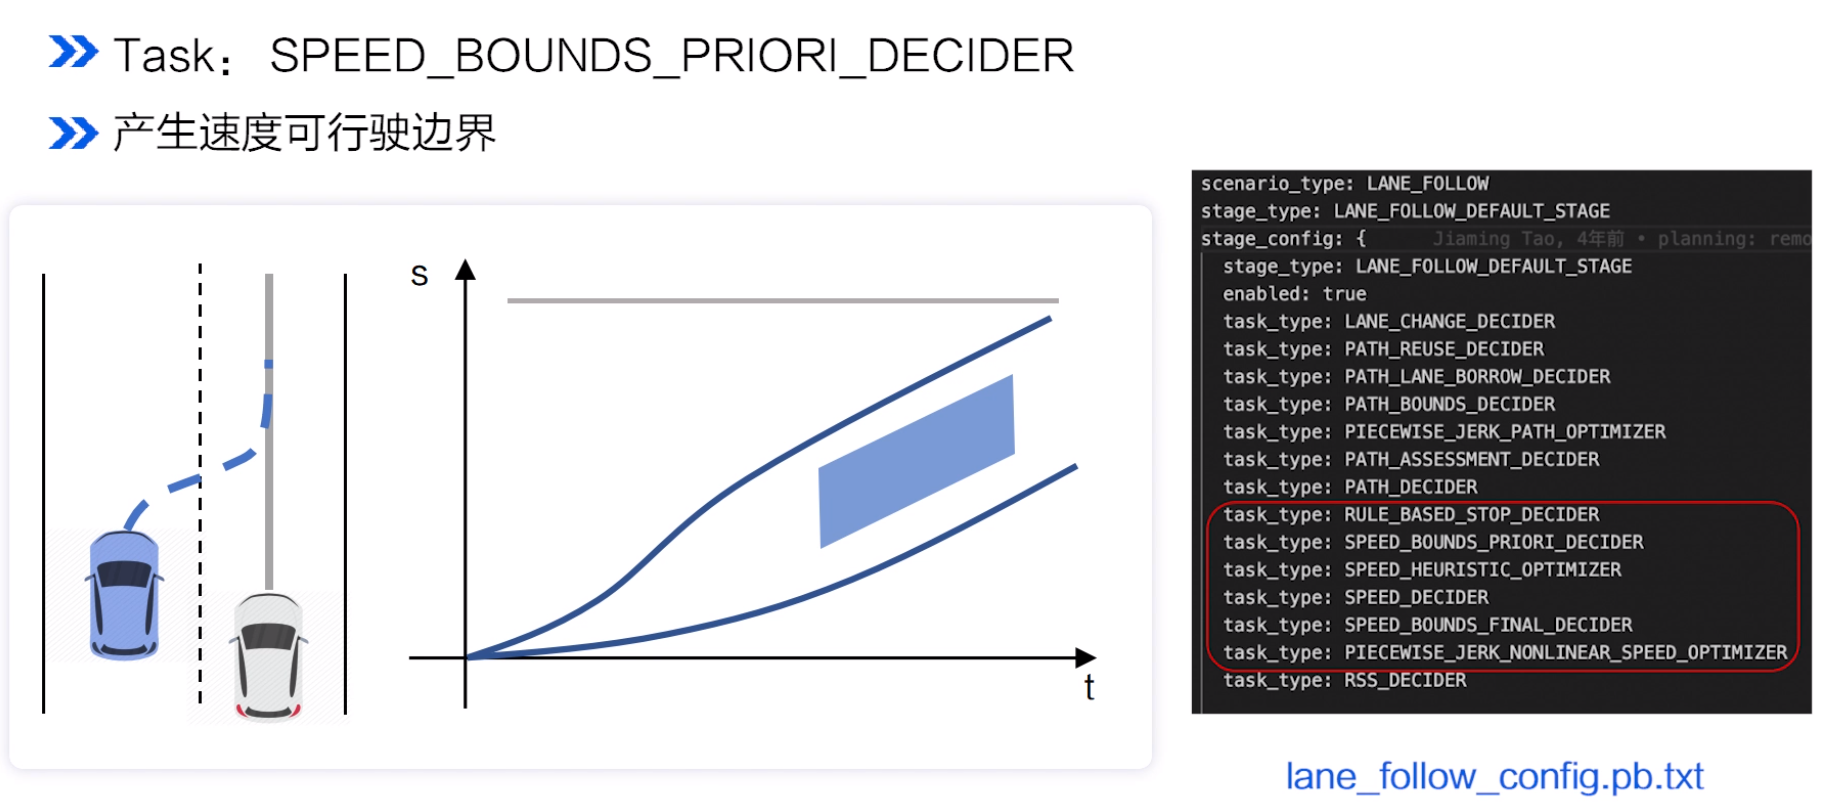 Task： SPEED_BOUNDS_PRIORI_DECIDER
产生速度可行驶边界
s
t
scenario_type: LANE_FOLLOW
stage_type: LANE_FOLLOW_DEFAULT_STAGE
stage_config: { Jiaming Tao, 4年前 • planning: remo
stage_type: LANE_FOLLOW_DEFAULT_STAGE
enabled: true
task_type: LANE_CHANGE_DECIDER
task_type: PATH_REUSE_DECIDER
task_type: PATH_LANE_BORROW_DECIDER
task_type: PATH_BOUNDS_DECIDER
task_type: PIECEWISE_JERK_PATH_OPTIMIZER
task_type: PATH_ASSESSMENT_DECIDER
task_type: PATH_DECIDER
task_type: RULE_BASED_STOP_DECIDER
task_type: SPEED_BOUNDS_PRIORI_DECIDER
task_type: SPEED_HEURISTIC_OPTIMIZER
task_type: SPEED_DECIDER
task_type: SPEED_BOUNDS_FINAL_DECIDER
task_type: PIECEWISE_JERK_NONLINEAR_SPEED_OPTIMIZER
task_type: RSS_DECIDER
lane_follow_config.pb.txt